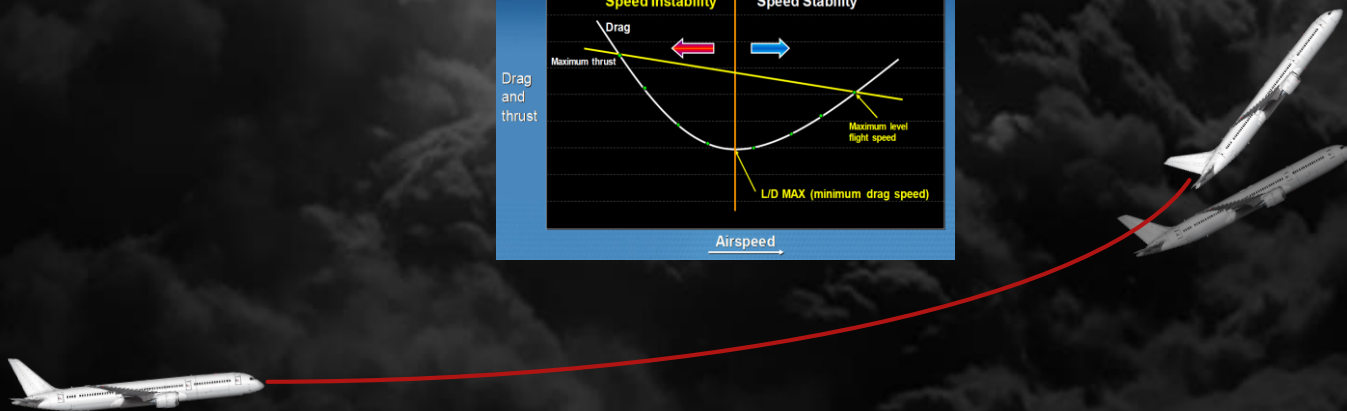 Speed Instability
Speed Stability
Drag
Maximum thrust
Drag
and
thrust
Maximum level
flight speed
L/D MAX (minimum drag speed)
Airspeed